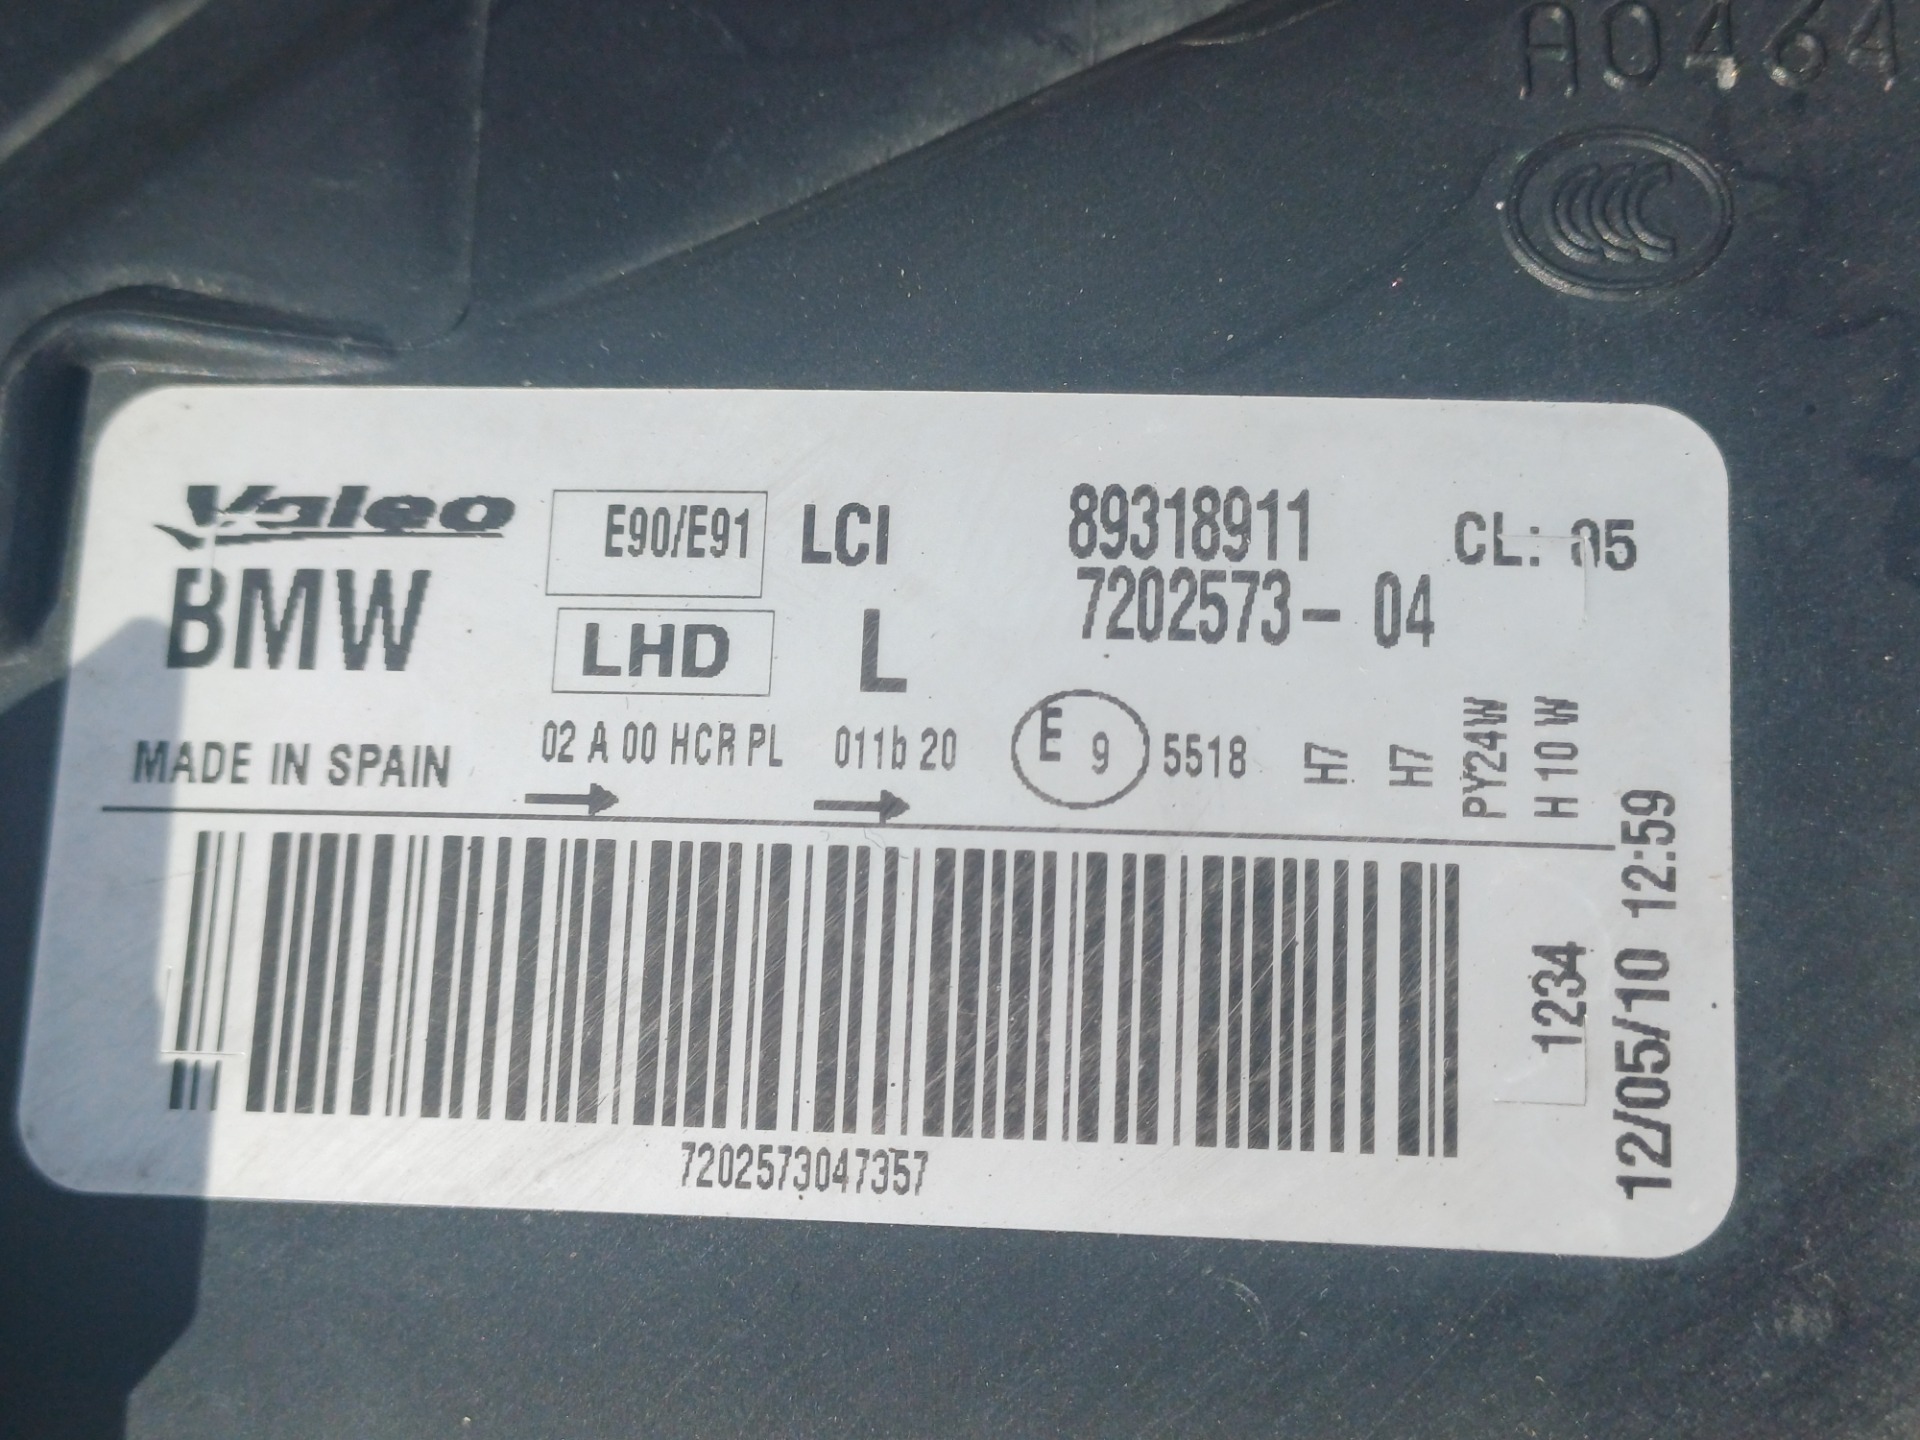 A0464
CCC
Valeo E90/E91 LCI 89318911 CL: 05
BMW LHD L 7202573- 04
MADE IN SPAIN 02 A 00 HCR PL 011b 20 E 9 5518 H7 H7 PY24W H 10 W
1234 12/05/10 12:59
7202573047357